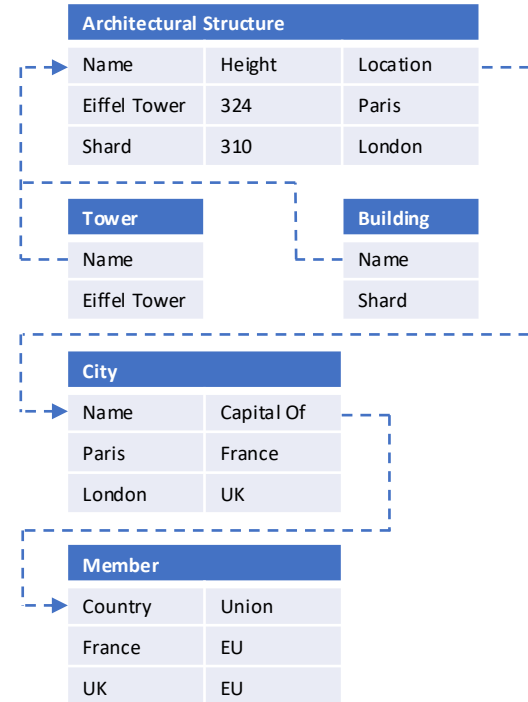 Architectural Structure
Name Height Location
Eiffel Tower 324 Paris
Shard 310 London
Tower
Name
Eiffel Tower
Building
Name
Shard
City
Name Capital Of
Paris France
London UK
Member
Country Union
France EU
UK EU